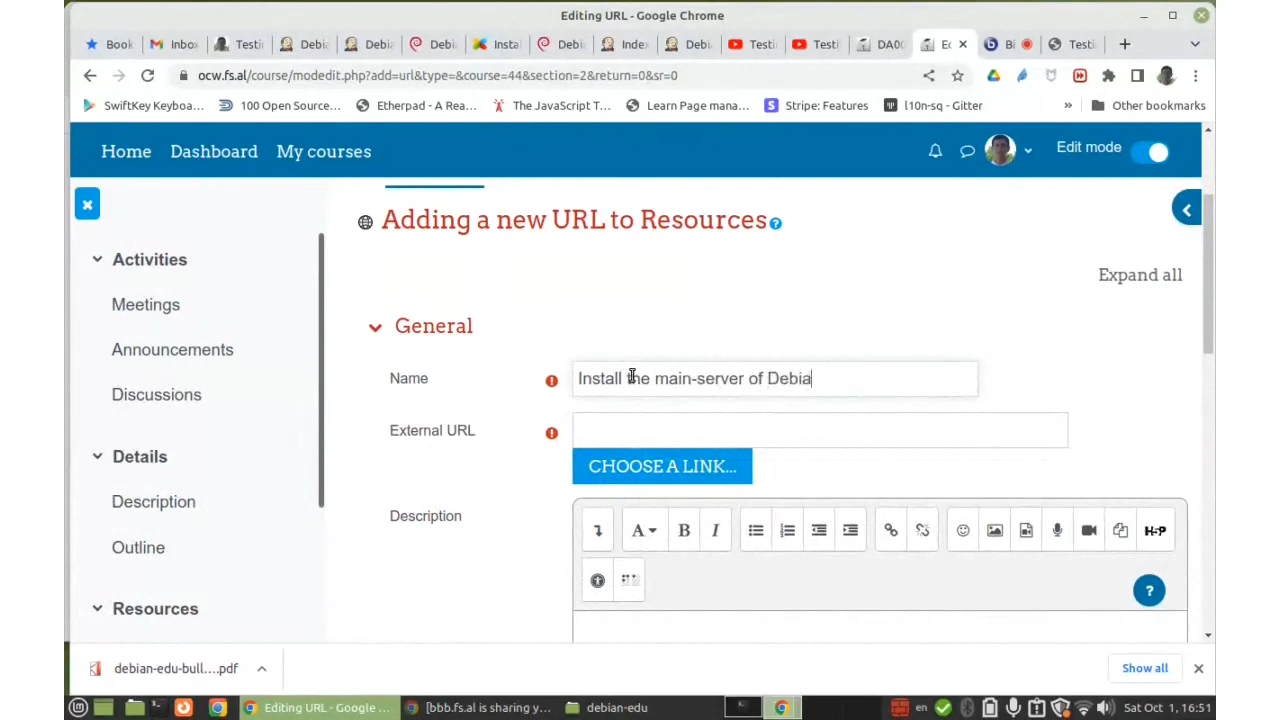 Editing URL - Google Chrome
Book
Inbo
Testi
Debi
Debi
Debi
Insta
Debi
Inde
Debi
Testi
Testi
DA0
Ec
Bi
Testi
ocw.fs.al/course/modedit.php?add=url&type=&course=44&section=2&return=0&sr=0
SwiftKey Keyboa...
100 Open Source...
Etherpad - A Rea...
The JavaScript T...
Learn Page mana...
Stripe: Features
l10n-sq - Gitter
»
Other bookmarks
Home
Dashboard
My courses
Edit mode
Adding a new URL to Resources
Expand all
Activities
Meetings
Announcements
Discussions
Details
Description
Outline
Resources
General
Name
Install the main-server of Debia
External URL
CHOOSE A LINK...
Description
A
B
I
H-P
?
debian-edu-bull....pdf
Show all
Editing URL - Google ...
[bbb.fs.al is sharing y...
debian-edu
en
Sat Oct 1, 16:51